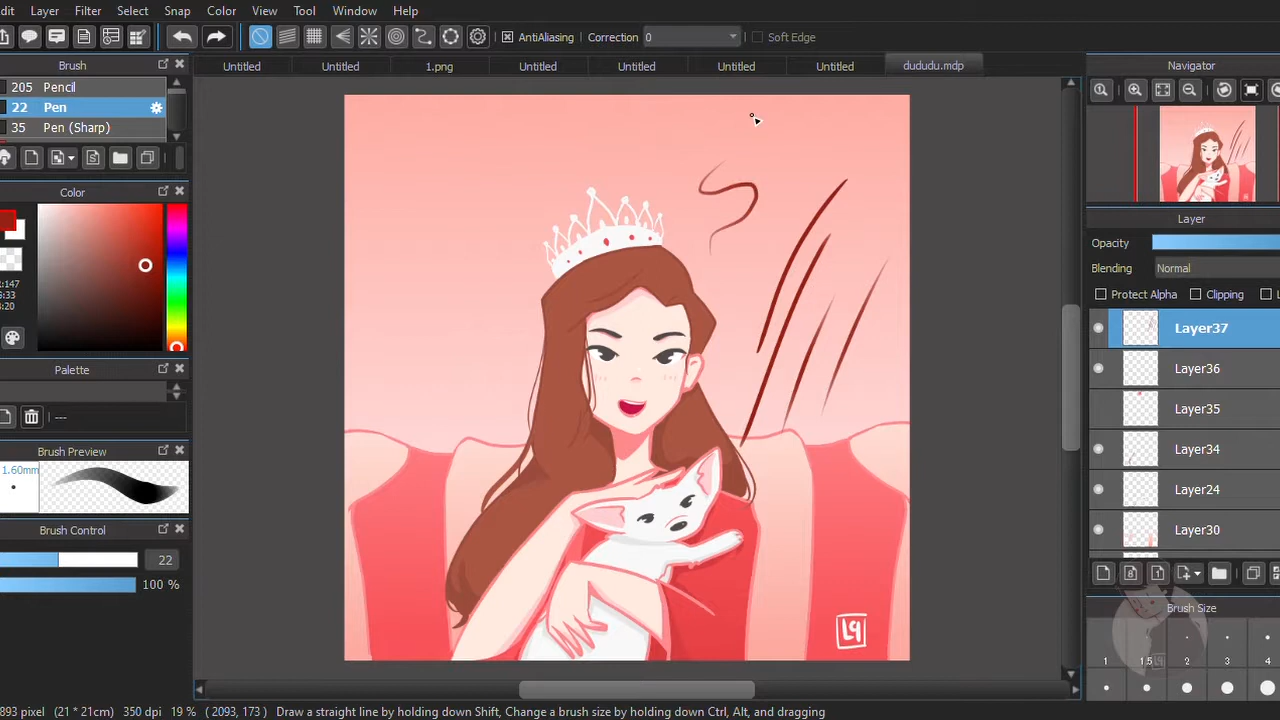 dit Layer Filter Select Snap Color View Tool Window Help
AntiAliasing Correction 0 Soft Edge
Brush Untitled Untitled 1.png Untitled Untitled Untitled Untitled dududu.mdp Navigator
205 Pencil
22 Pen
35 Pen (Sharp)
Color
Layer
Opacity
Blending Normal
:147
:33
:20
Protect Alpha Clipping L
Layer37
Palette
Layer36
---
Layer35
Brush Preview
Layer34
1.60mm
Layer24
Brush Control
Layer30
22
100 %
Brush Size
Lq
1 1.5 2 3 4
893 pixel (21 * 21cm) 350 dpi 19 % ( 2093, 173 ) Draw a straight line by holding down Shift, Change a brush size by holding down Ctrl, Alt, and dragging